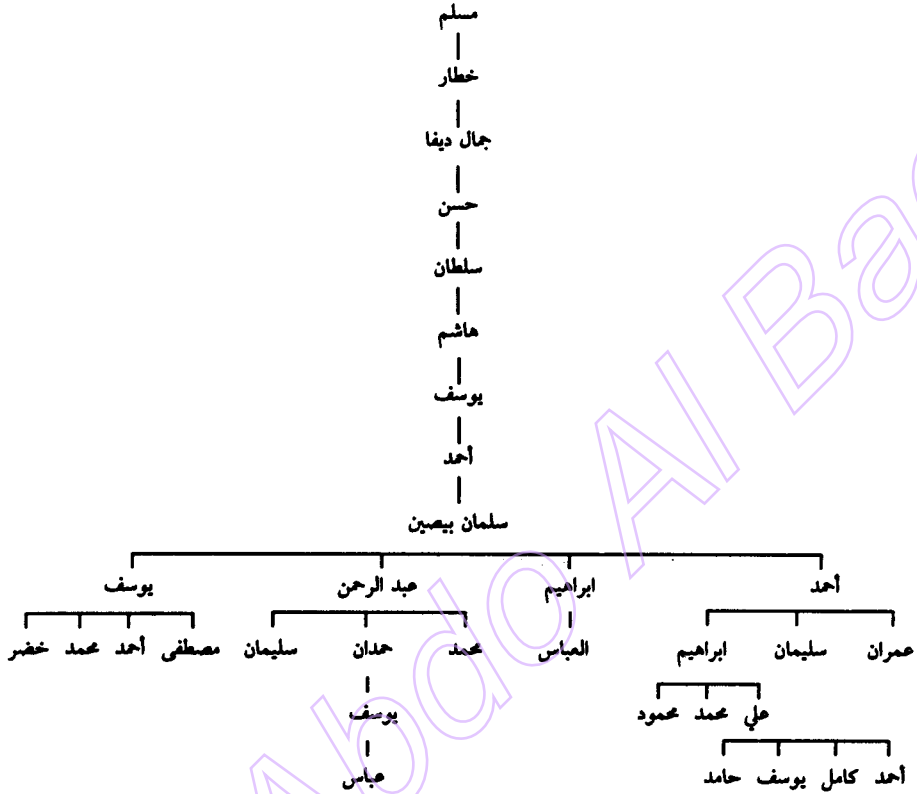 مسلم
خطار
جمال ديفا
حسن
سلطان
هاشم
يوسف
أحمد
سلمان بيصين
أحمد ابراهيم عبد الرحمن يوسف
عمران سليمان ابراهيم العباس محمد حمدان سليمان مصطفى أحمد محمد خضر
علي محمد محمود يوسف
أحمد كامل يوسف حامد عباس
Abdo Al Ba